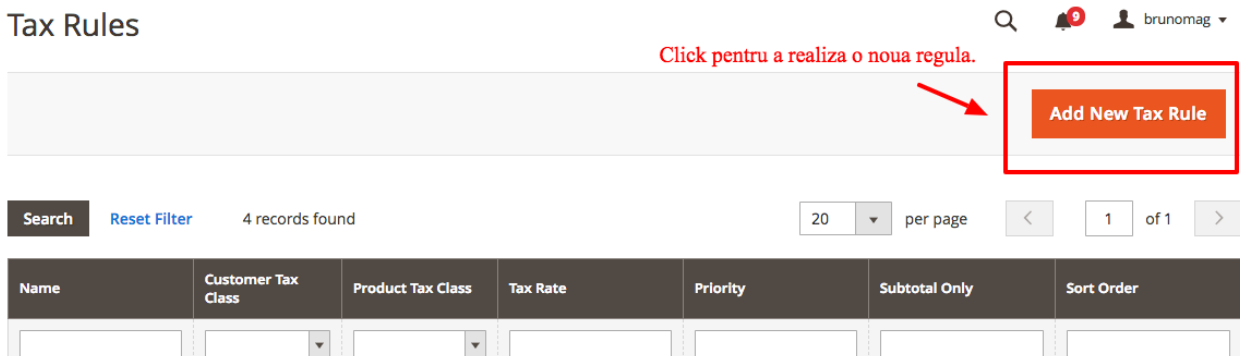 Tax Rules
9
brunomag
Click pentru a realiza o noua regula.
Add New Tax Rule
Search Reset Filter 4 records found 20 per page 1 of 1
Name Customer Tax Class Product Tax Class Tax Rate Priority Subtotal Only Sort Order